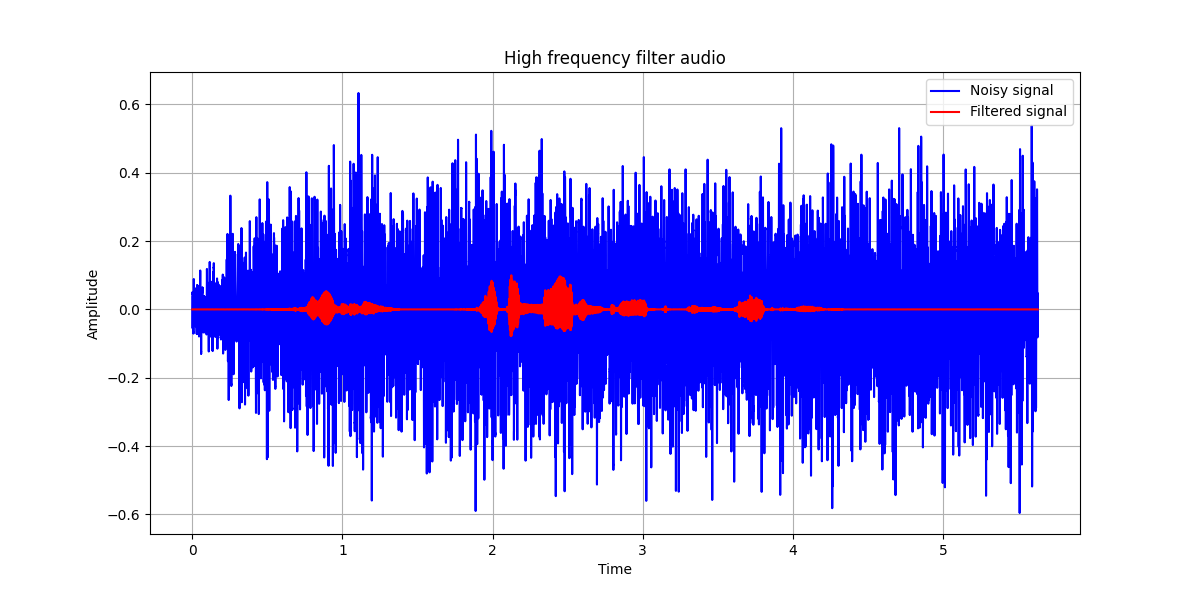 High frequency filter audio
Noisy signal
Filtered signal
0.6
0.4
0.2
0.0
−0.2
−0.4
−0.6
Amplitude
0 1 2 3 4 5
Time